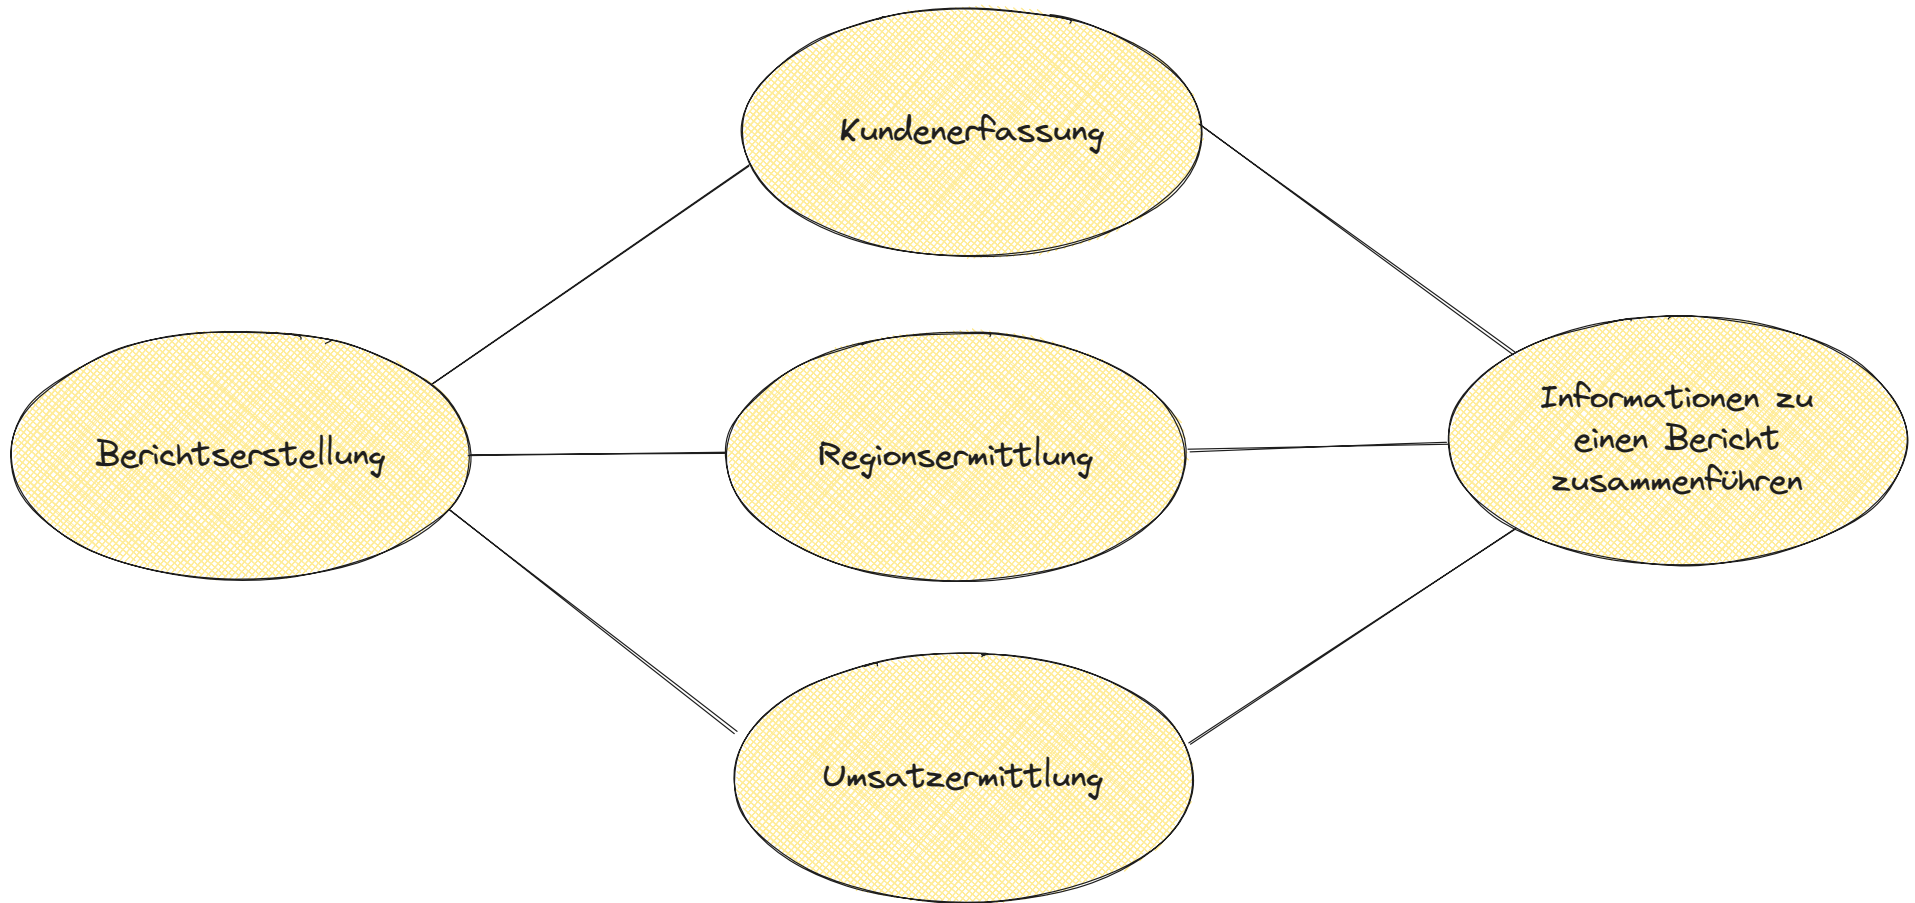 Kundenerfassung
Berichtserstellung
Regionsermittlung
Informationen zu
einen Bericht
zusammenführen
Umsatzermittlung